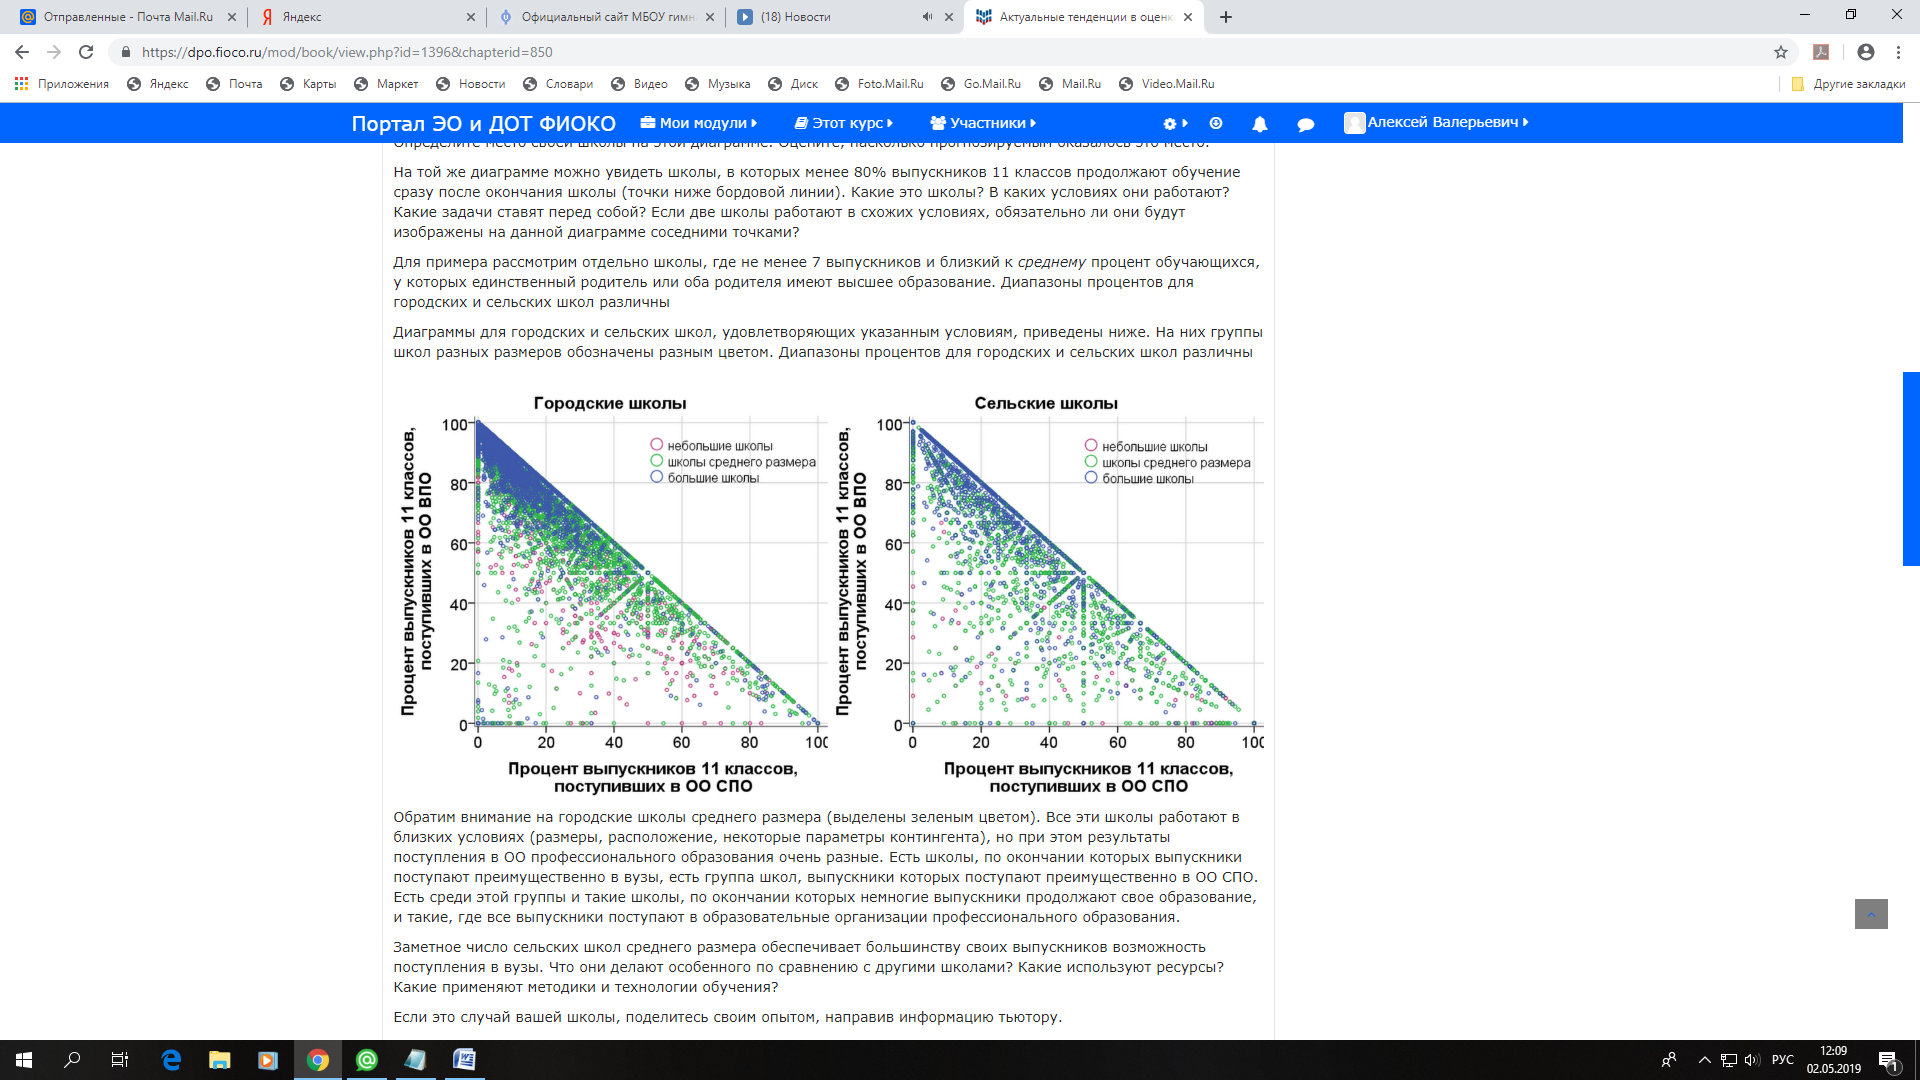 Отправленные - Почта Mail.Ru
Яндекс
Официальный сайт МБОУ гимн
(18) Новости
Актуальные тенденции в оцен
https://dpo.fioco.ru/mod/book/view.php?id=1396&chapterid=850
Приложения Яндекс Почта Карты Маркет Новости Словари Видео Музыка Диск Foto.Mail.Ru Go.Mail.Ru Mail.Ru Video.Mail.Ru Другие закладки
Портал ЭО и ДОТ ФИОКО Мои модули Этот курс Участники Алексей Валерьевич
Определите место своей школы на этой диаграмме. Оцените, насколько прогнозируемым оказалось это место.
На той же диаграмме можно увидеть школы, в которых менее 80% выпускников 11 классов продолжают обучение
сразу после окончания школы (точки ниже бордовой линии). Какие это школы? В каких условиях они работают?
Какие задачи ставят перед собой? Если две школы работают в схожих условиях, обязательно ли они будут
изображены на данной диаграмме соседними точками?
Для примера рассмотрим отдельно школы, где не менее 7 выпускников и близкий к среднему процент обучающихся,
у которых единственный родитель или оба родителя имеют высшее образование. Диапазоны процентов для
городских и сельских школ различны
Диаграммы для городских и сельских школ, удовлетворяющих указанным условиям, приведены ниже. На них группы
школ разных размеров обозначены разным цветом. Диапазоны процентов для городских и сельских школ различны
Городские школы
Процент выпускников 11 классов,
поступивших в ОО ВПО
100
80
60
40
20
0
небольшие школы
школы среднего размера
большие школы
0 20 40 60 80 100
Процент выпускников 11 классов,
поступивших в ОО СПО
Сельские школы
Процент выпускников 11 классов,
поступивших в ОО ВПО
100
80
60
40
20
0
небольшие школы
школы среднего размера
большие школы
0 20 40 60 80 100
Процент выпускников 11 классов,
поступивших в ОО СПО
Обратим внимание на городские школы среднего размера (выделены зеленым цветом). Все эти школы работают в
близких условиях (размеры, расположение, некоторые параметры контингента), но при этом результаты
поступления в ОО профессионального образования очень разные. Есть школы, по окончании которых выпускники
поступают преимущественно в вузы, есть группа школ, выпускники которых поступают преимущественно в ОО СПО.
Есть среди этой группы и такие школы, по окончании которых немногие выпускники продолжают свое образование,
и такие, где все выпускники поступают в образовательные организации профессионального образования.
Заметное число сельских школ среднего размера обеспечивает большинству своих выпускников возможность
поступления в вузы. Что они делают особенного по сравнению с другими школами? Какие используют ресурсы?
Какие применяют методики и технологии обучения?
Если это случай вашей школы, поделитесь своим опытом, направив информацию тьютору.
РУС
12:09
02.05.2019
1